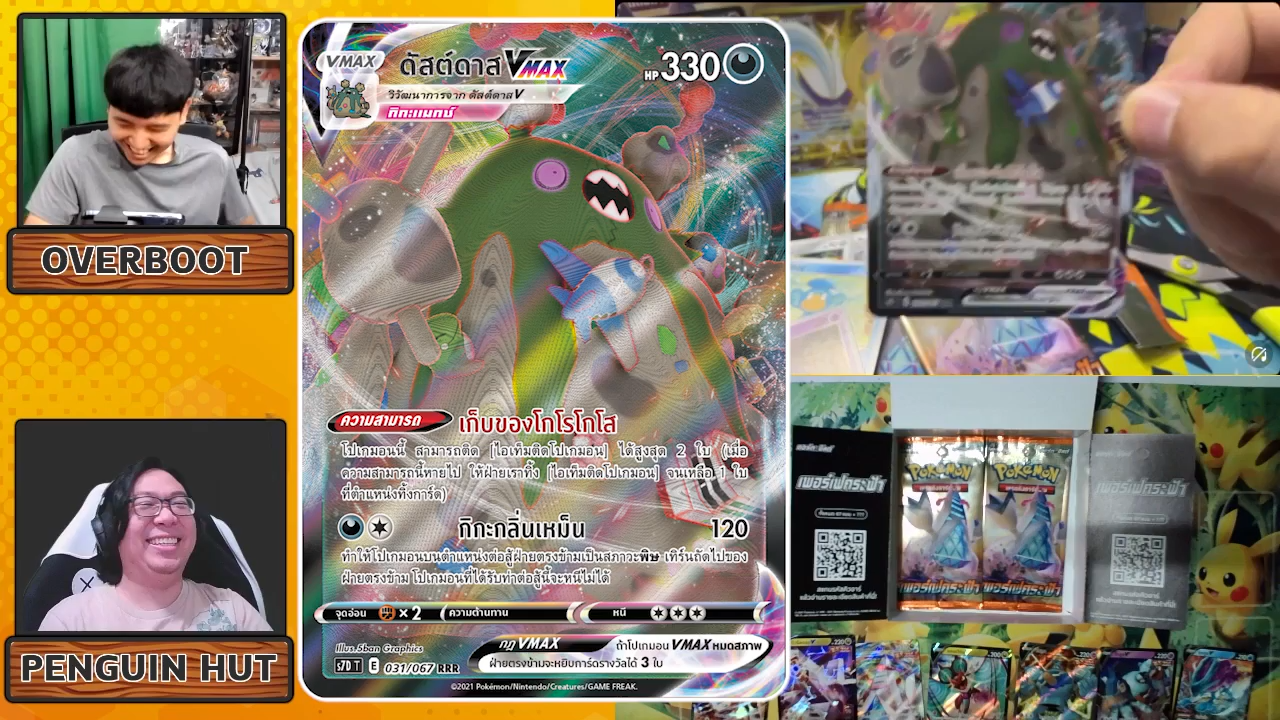 OVERBOOT
PENGUIN HUT
VMAX
ดัสต์ดาส VMAX
HP 330
วิวัฒนาการจาก ดัสต์ดาส V
กิกะแมกซ์
ความสามารถ เก็บของโกโรโกโส
โปเกมอนนี้ สามารถติด [ไอเท็มติดโปเกมอน] ได้สูงสุด 2 ใบ (เมื่อ
ความสามารถนี้หายไป ให้ฝ่ายเราทิ้ง [ไอเท็มติดโปเกมอน] จนเหลือ 1 ใบ
ที่ตำแหน่งทิ้งการ์ด)
กิกะกลิ่นเหม็น 120
ทำให้โปเกมอนบนตำแหน่งต่อสู้ฝ่ายตรงข้ามเป็นสภาวะพิษ เทิร์นถัดไปของ
ฝ่ายตรงข้าม โปเกมอนที่ได้รับท่าต่อสู้นี้จะหนีไม่ได้
จุดอ่อน ×2 ความต้านทาน หนี
Illus.5ban Graphics
กฎ VMAX ถ้าโปเกมอน VMAX หมดสภาพ
ฝ่ายตรงข้ามจะหยิบการ์ดรางวัลได้ 3 ใบ
S7D T E 031/067 RRR
©2021 Pokémon/Nintendo/Creatures/GAME FREAK.
เพอร์เฟคระฟ้า
POKÉMON
POKÉMON
เพอร์เฟคระฟ้า
เพอร์เฟคระฟ้า
เพอร์เฟคระฟ้า